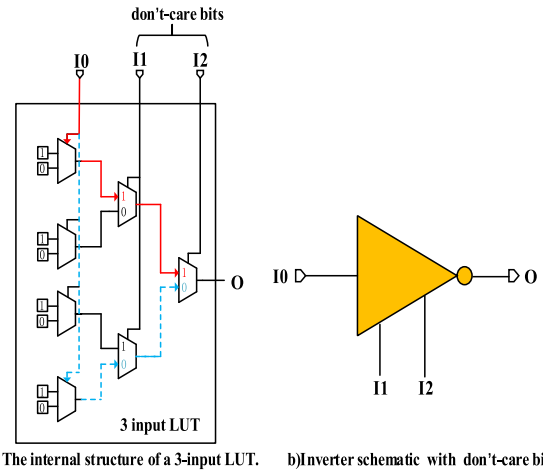 don't-care bits
I0 I1 I2
1
0
1
0
1
0
1
0
1
0
1
0
1
0
O
3 input LUT
I0
O
I1 I2
The internal structure of a 3-input LUT. b)Inverter schematic with don't-care bi